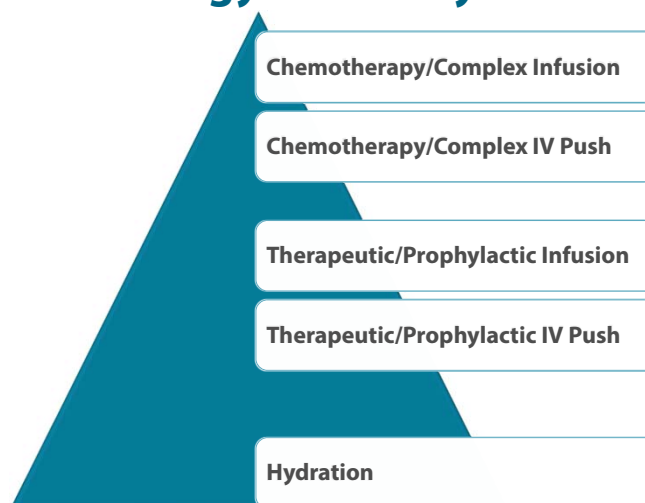 Chemotherapy/Complex Infusion
Chemotherapy/Complex IV Push
Therapeutic/Prophylactic Infusion
Therapeutic/Prophylactic IV Push
Hydration